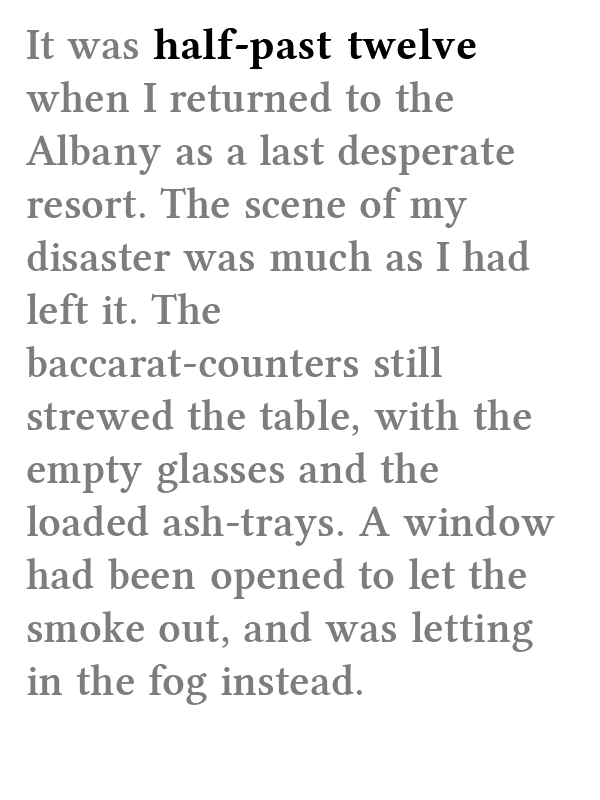 It was half-past twelve
when I returned to the
Albany as a last desperate
resort. The scene of my
disaster was much as I had
left it. The
baccarat-counters still
strewed the table, with the
empty glasses and the
loaded ash-trays. A window
had been opened to let the
smoke out, and was letting
in the fog instead.